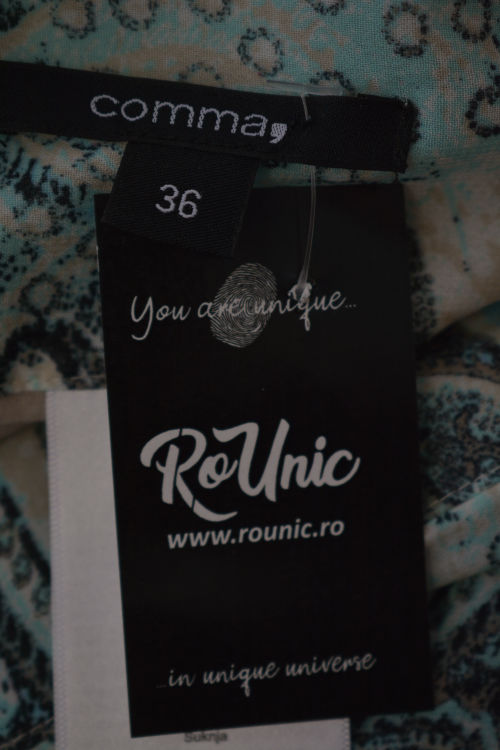 comma,
36
You are unique...
RoUnic
www.rounic.ro
...in unique universe
Suknja